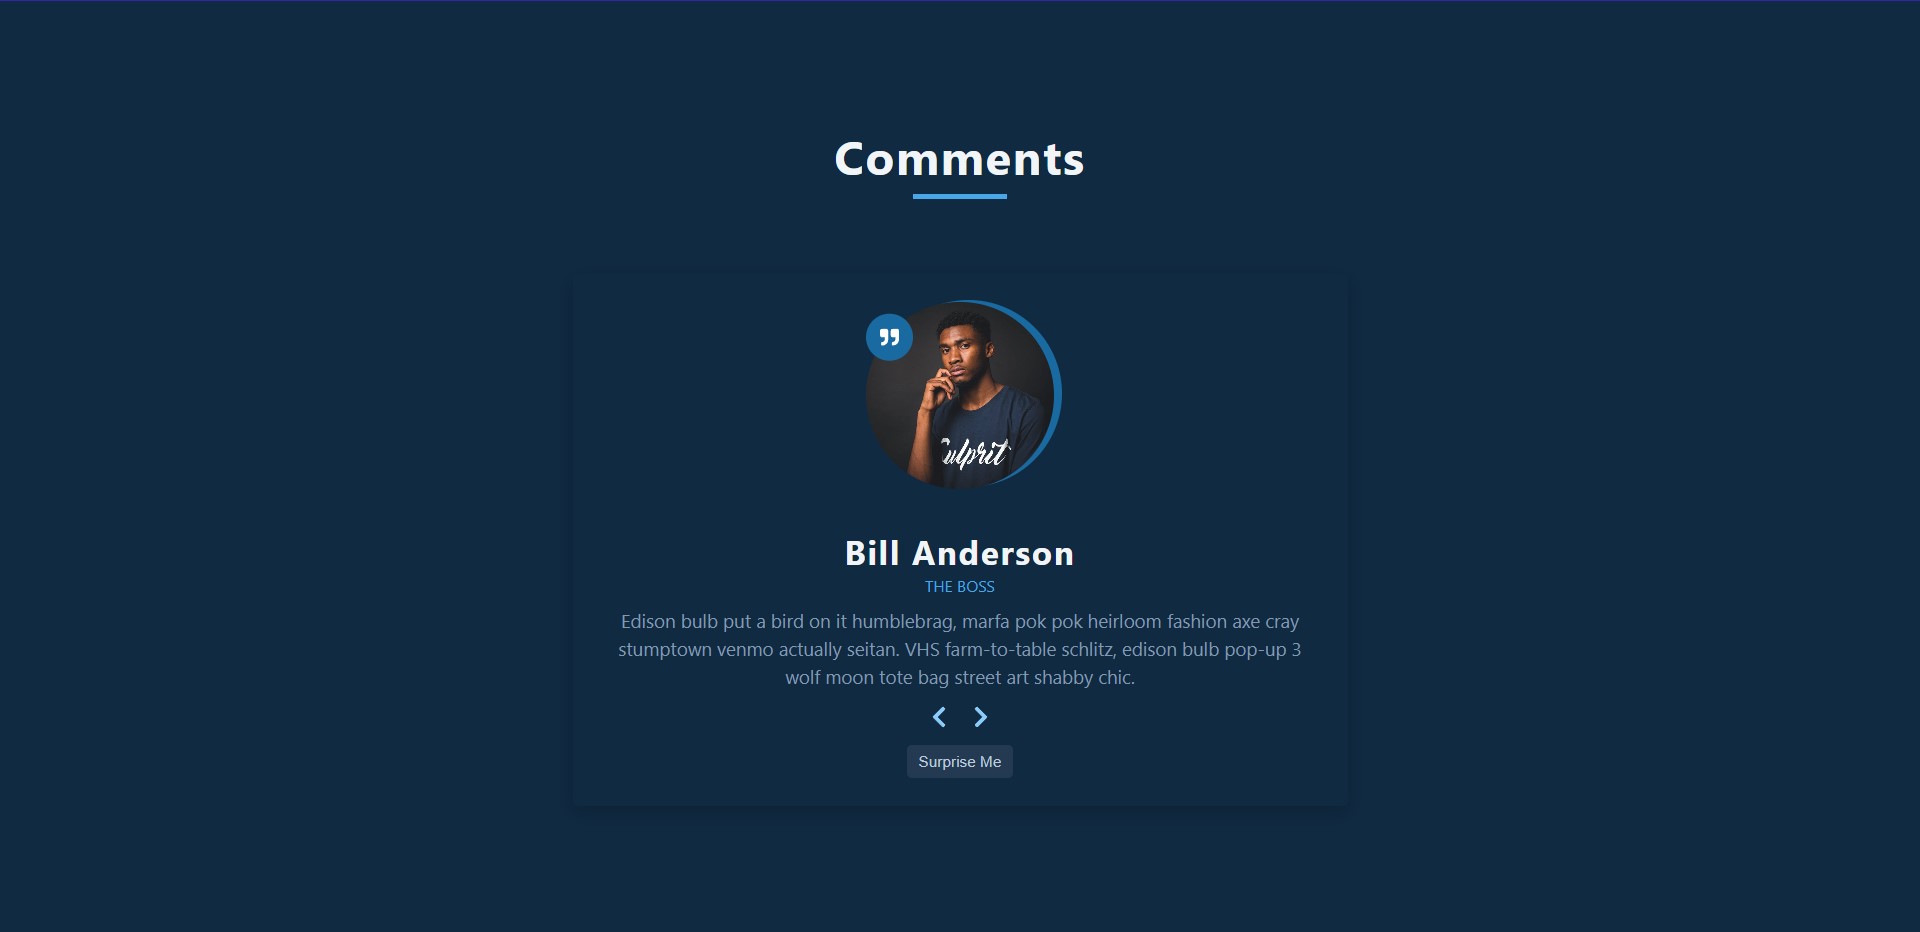 Comments
Culprit
Bill Anderson
THE BOSS
Edison bulb put a bird on it humblebrag, marfa pok pok heirloom fashion axe cray
stumptown venmo actually seitan. VHS farm-to-table schlitz, edison bulb pop-up 3
wolf moon tote bag street art shabby chic.
Surprise Me